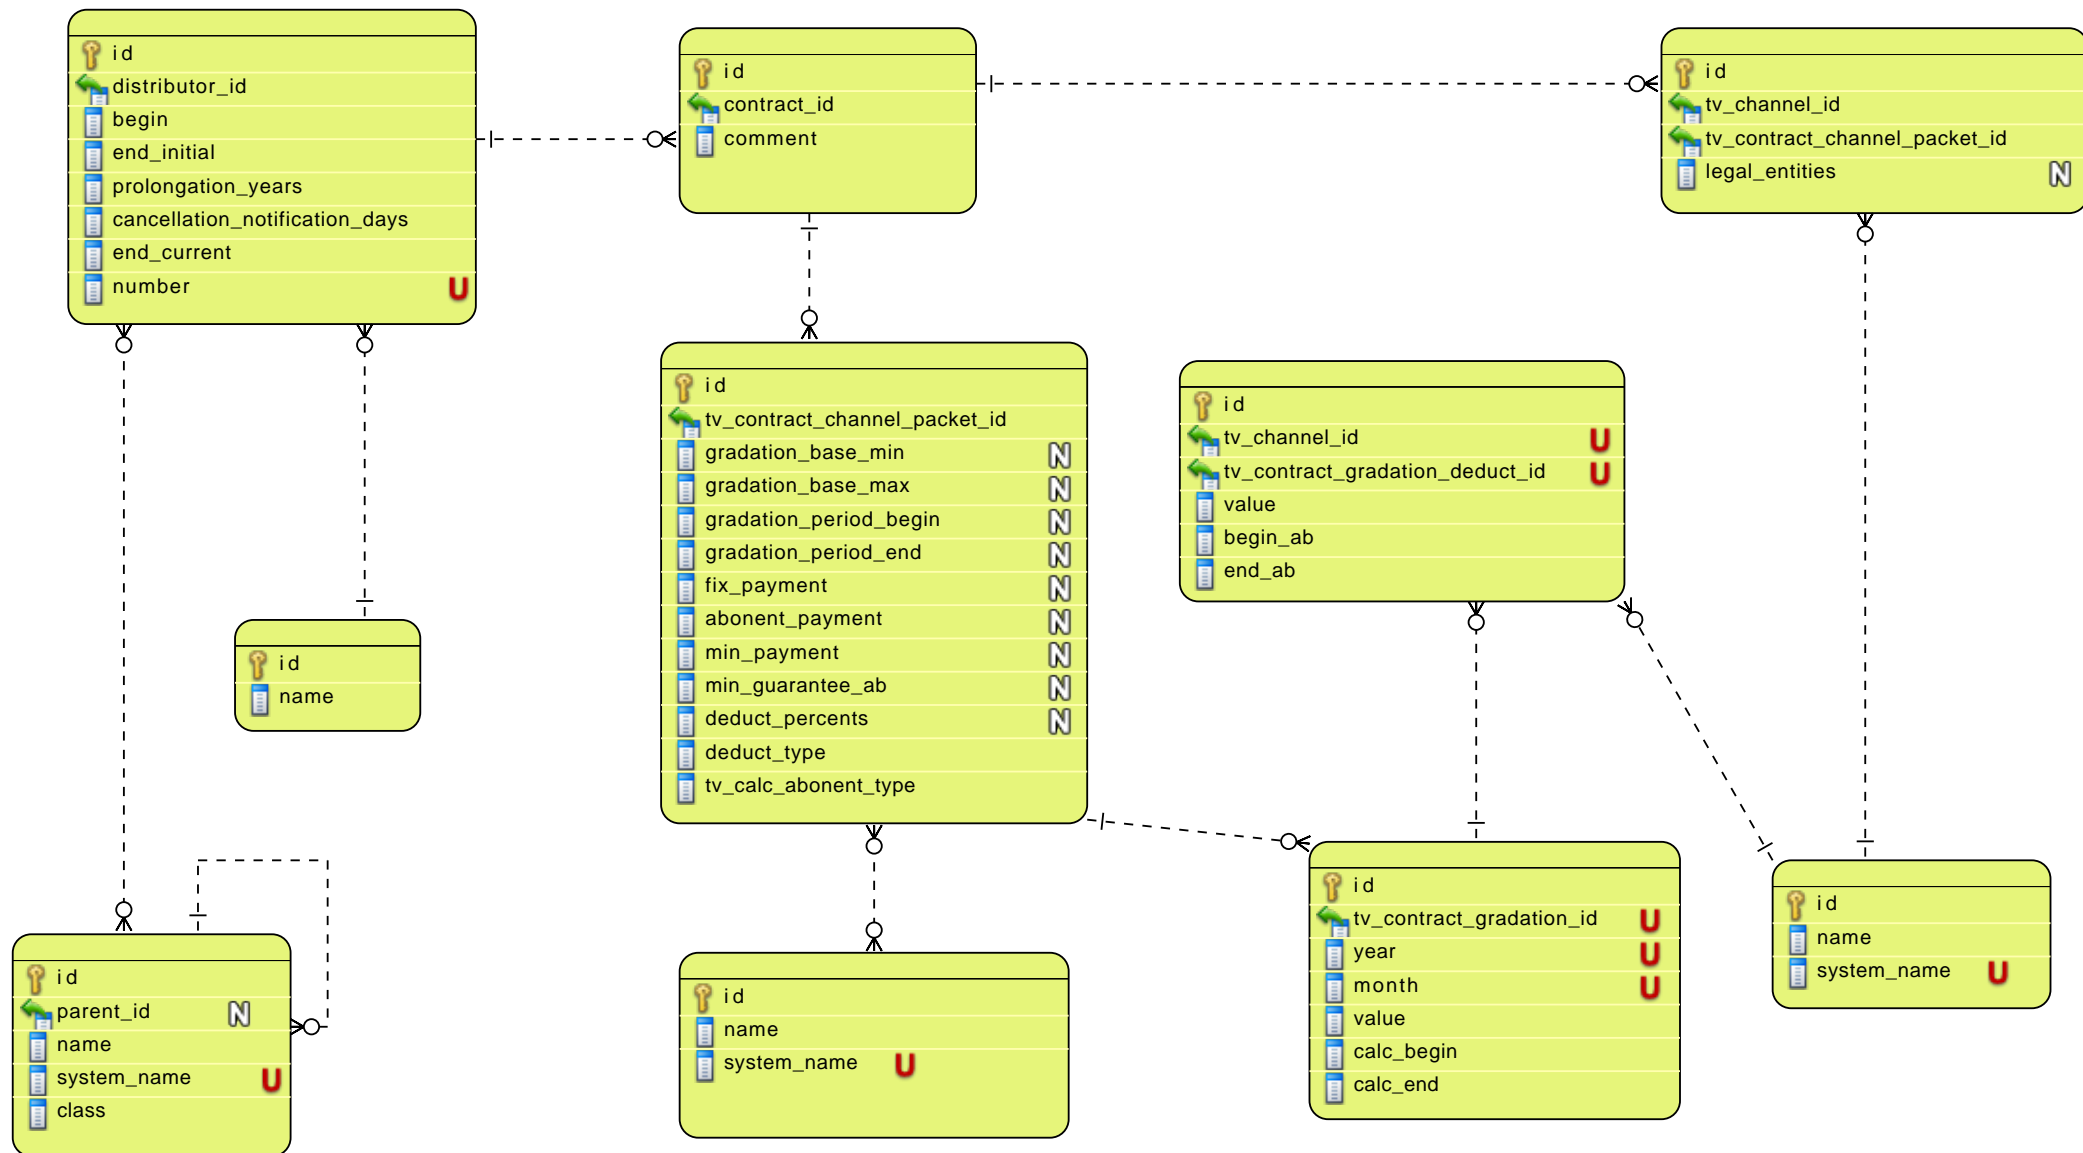 id
distributor_id
begin
end_initial
prolongation_years
cancellation_notification_days
end_current
number U
id
contract_id
comment
id
tv_channel_id
tv_contract_channel_packet_id
legal_entities N
id
tv_contract_channel_packet_id
gradation_base_min N
gradation_base_max N
gradation_period_begin N
gradation_period_end N
fix_payment N
abonent_payment N
min_payment N
min_guarantee_ab N
deduct_percents N
deduct_type
tv_calc_abonent_type
id
tv_channel_id U
tv_contract_gradation_deduct_id U
value
begin_ab
end_ab
id
name
id
parent_id N
name
system_name U
class
id
name
system_name U
id
tv_contract_gradation_id U
year U
month U
value
calc_begin
calc_end
id
name
system_name U